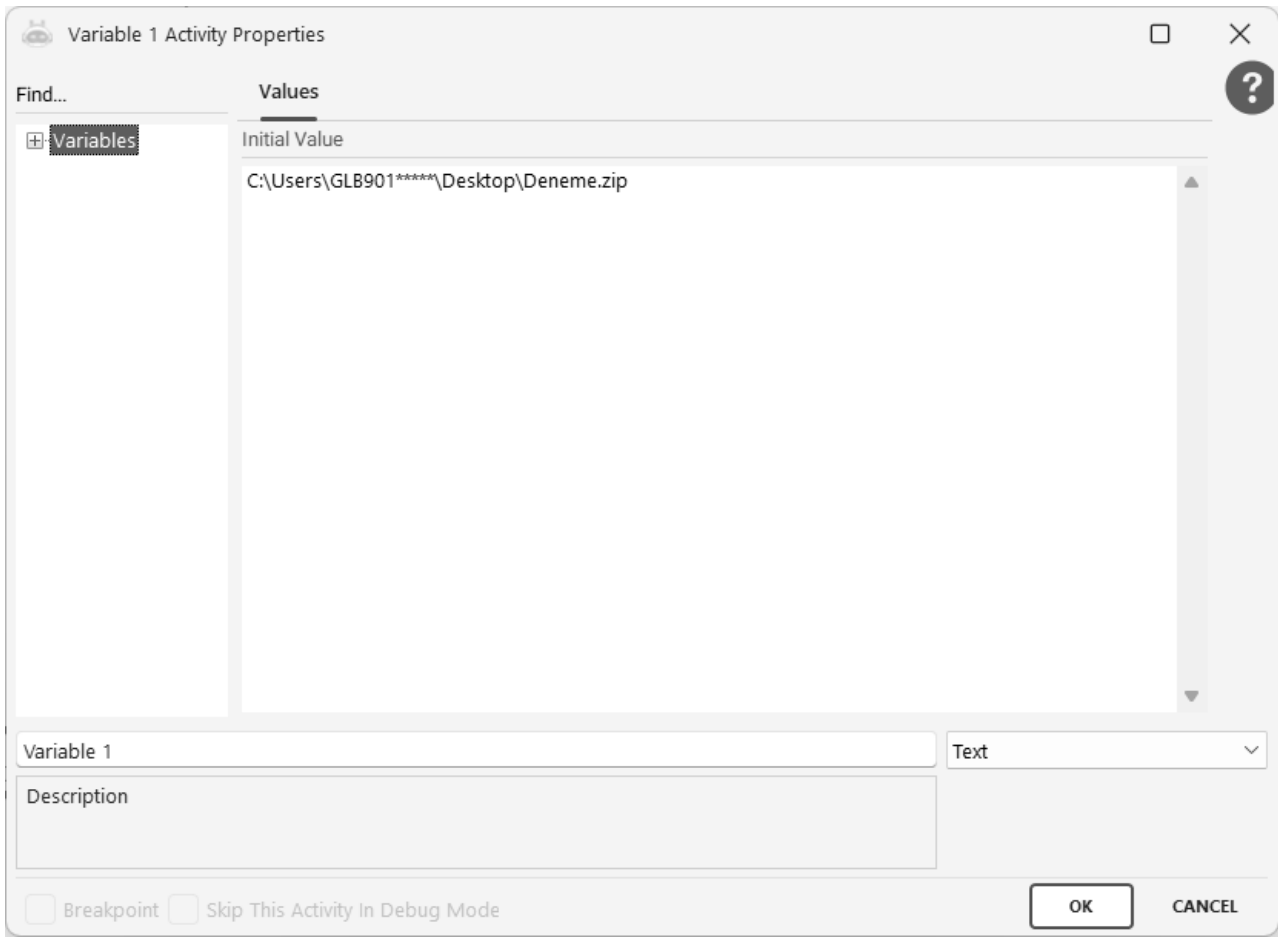 Variable 1 Activity Properties
Find...
Values
Variables
Initial Value
C:\Users\GLB901*****\Desktop\Deneme.zip
Variable 1
Text
Description
Breakpoint
Skip This Activity In Debug Mode
OK
CANCEL
?